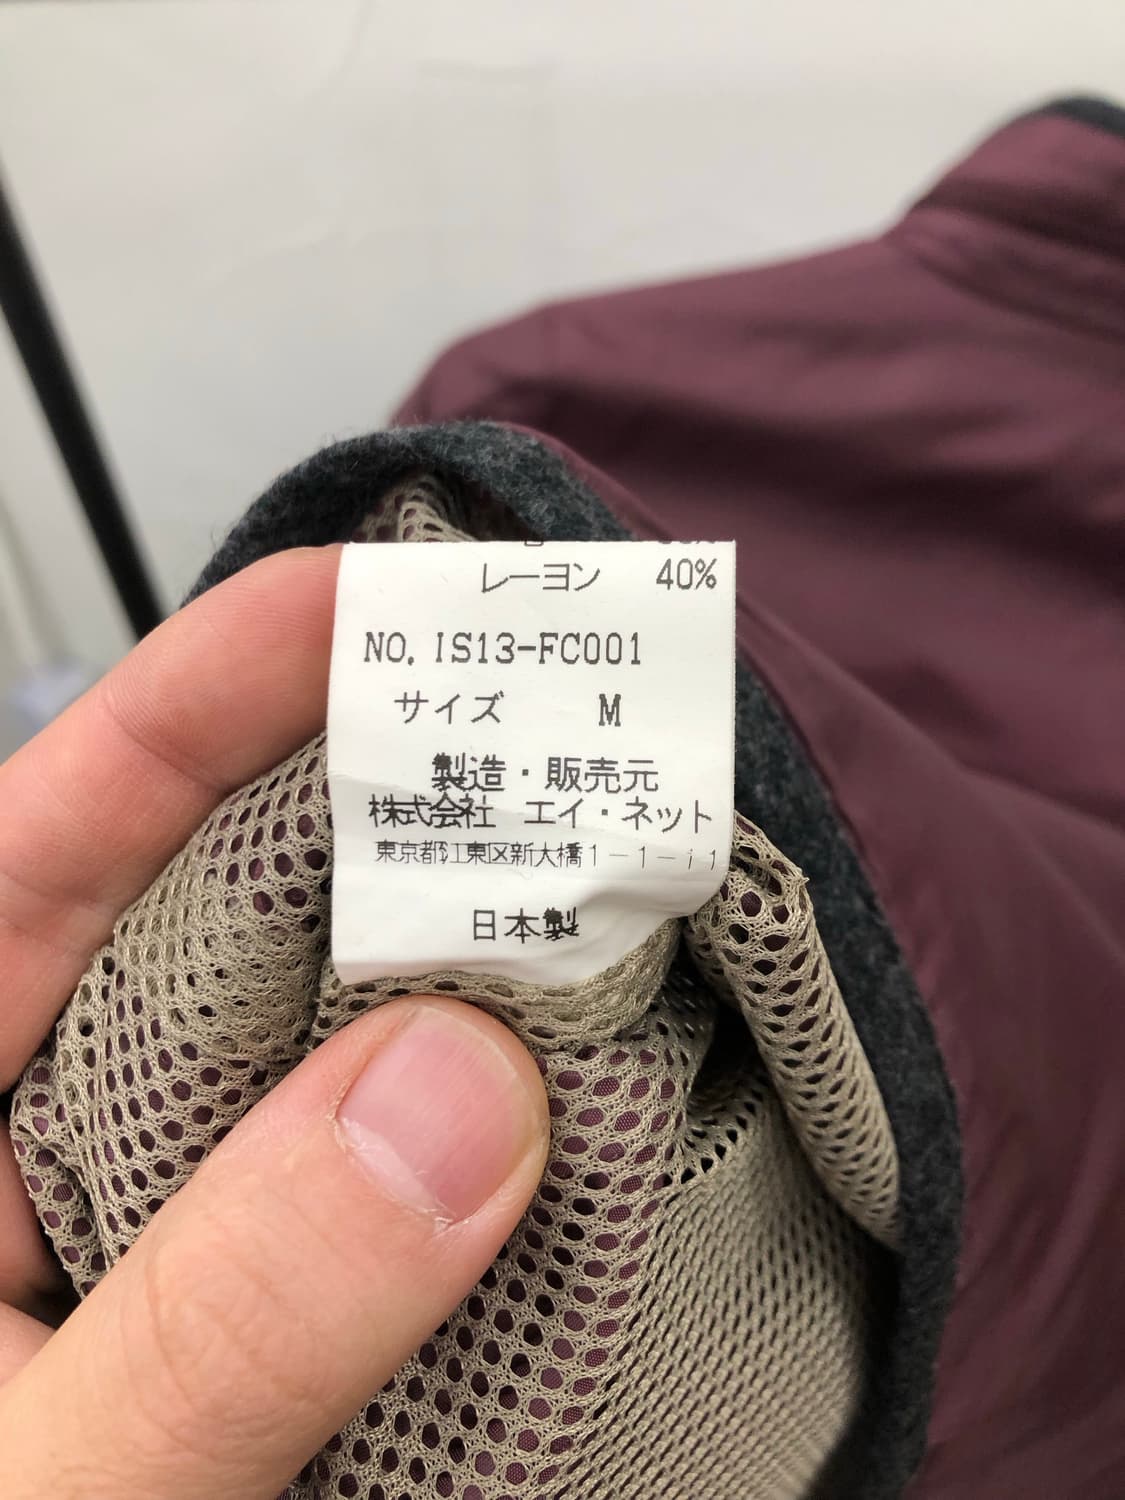 レーヨン 40%
NO. IS13-FC001
サイズ M
製造・販売元
株式会社 エイ・ネット
東京都江東区新大橋1-1-11
日本製